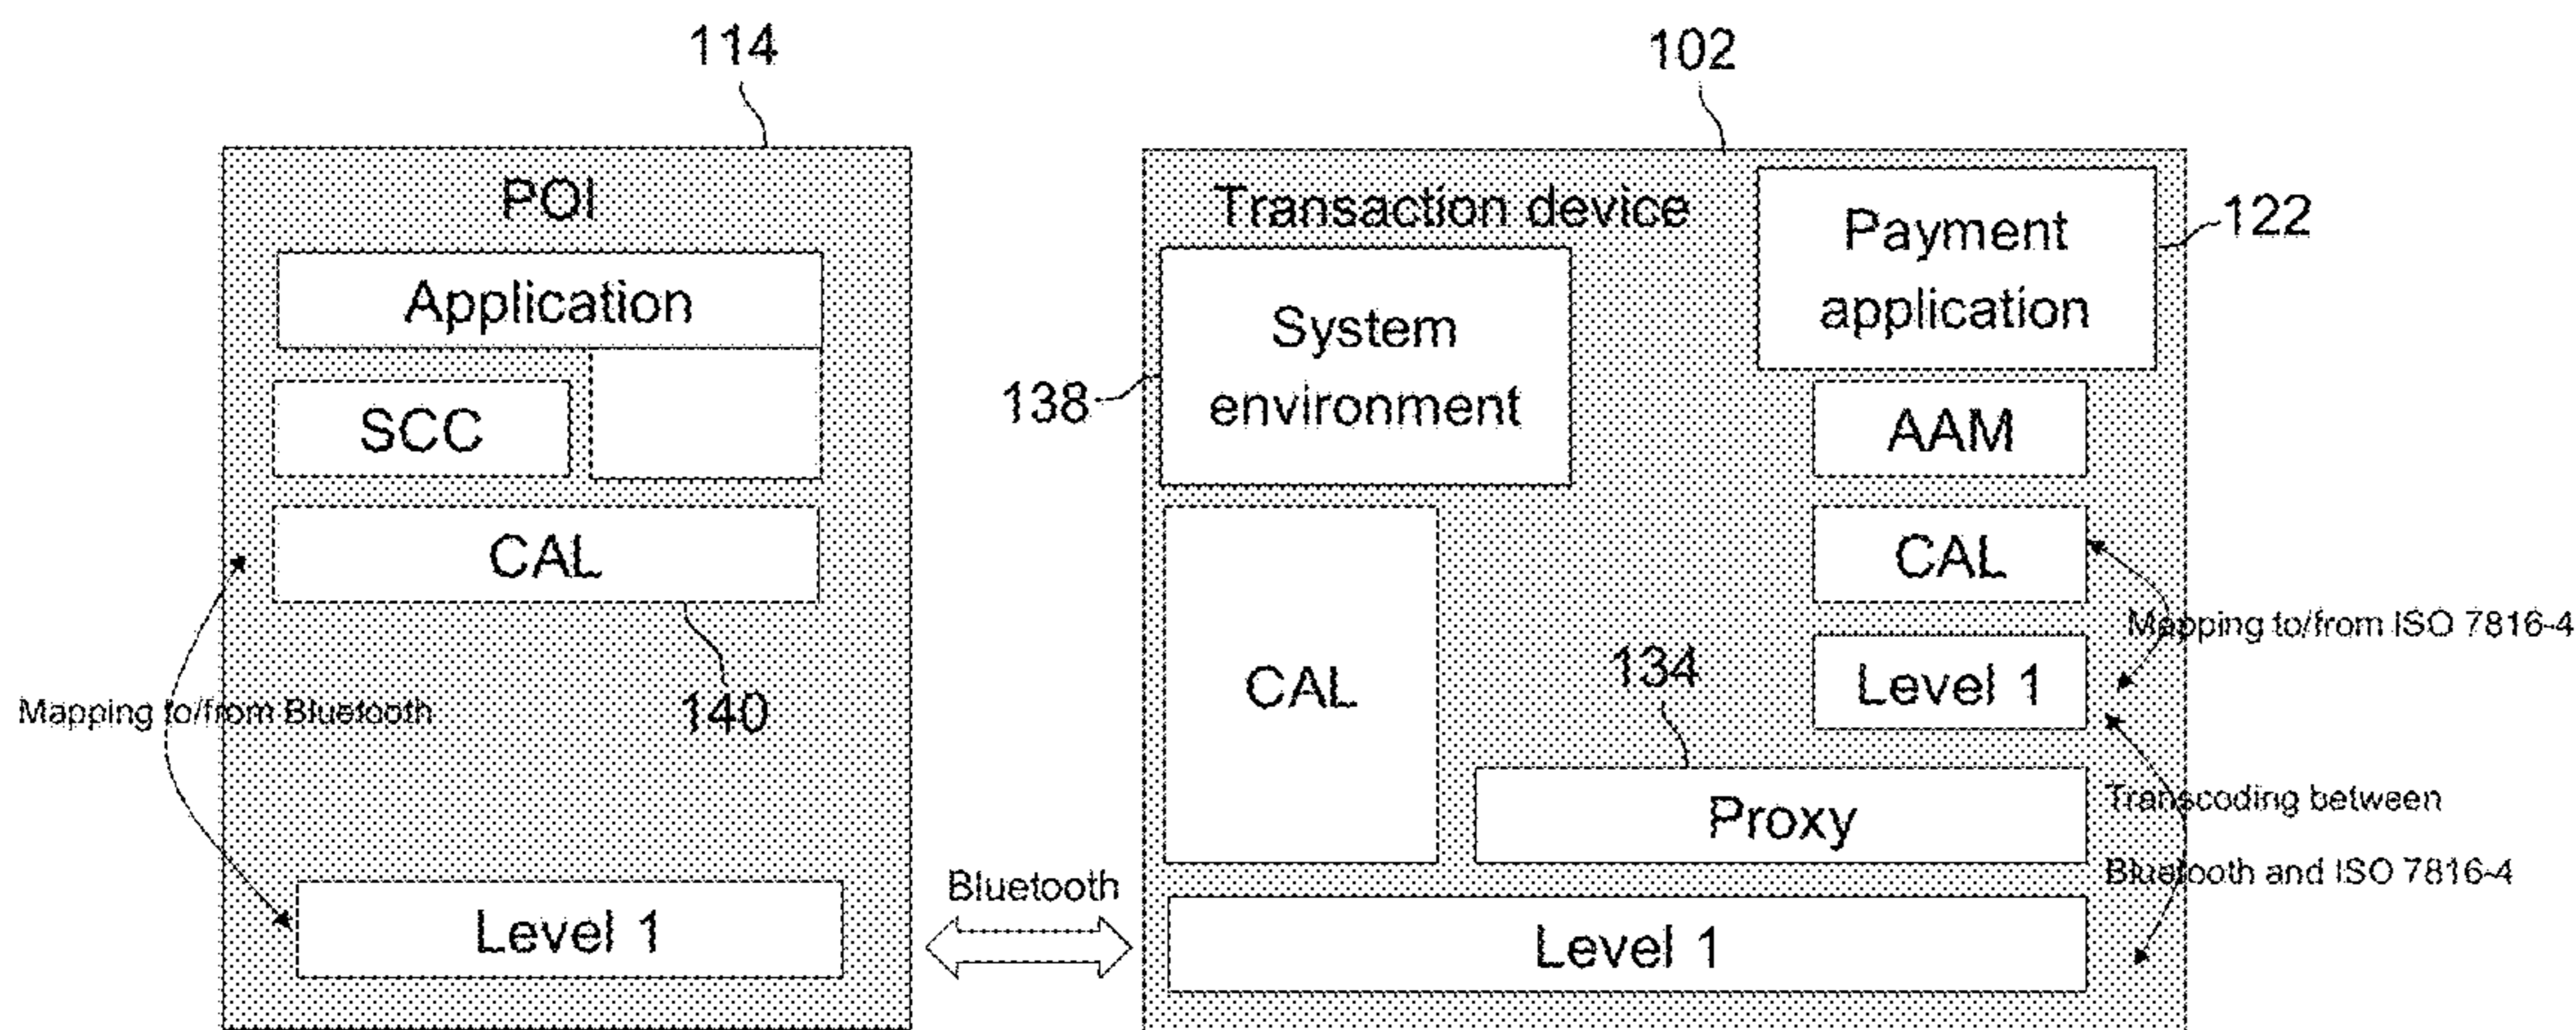 114
102
POI
Transaction device
Payment
application
122
Application
System
environment
138
SCC
AAM
CAL
CAL
Mapping to/from ISO 7816-4
140
134
CAL
Level 1
Mapping to/from Bluetooth
Proxy
Transcoding between
Bluetooth and ISO 7816-4
Bluetooth
Level 1
Level 1